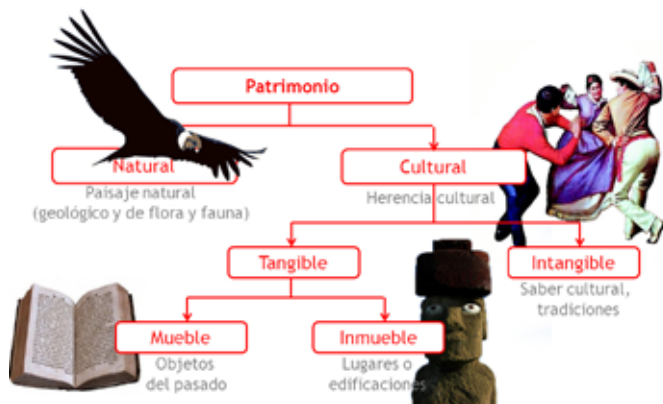 Patrimonio
Natural
Paisaje natural
(geológico y de flora y fauna)
Cultural
Herencia cultural
Tangible
Intangible
Saber cultural,
tradiciones
Mueble
Objetos
del pasado
Inmueble
Lugares o
edificaciones